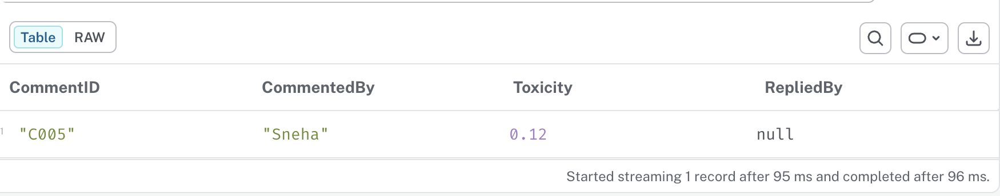 Table RAW
CommentID CommentedBy Toxicity RepliedBy
1 "C005" "Sneha" 0.12 null
Started streaming 1 record after 95 ms and completed after 96 ms.